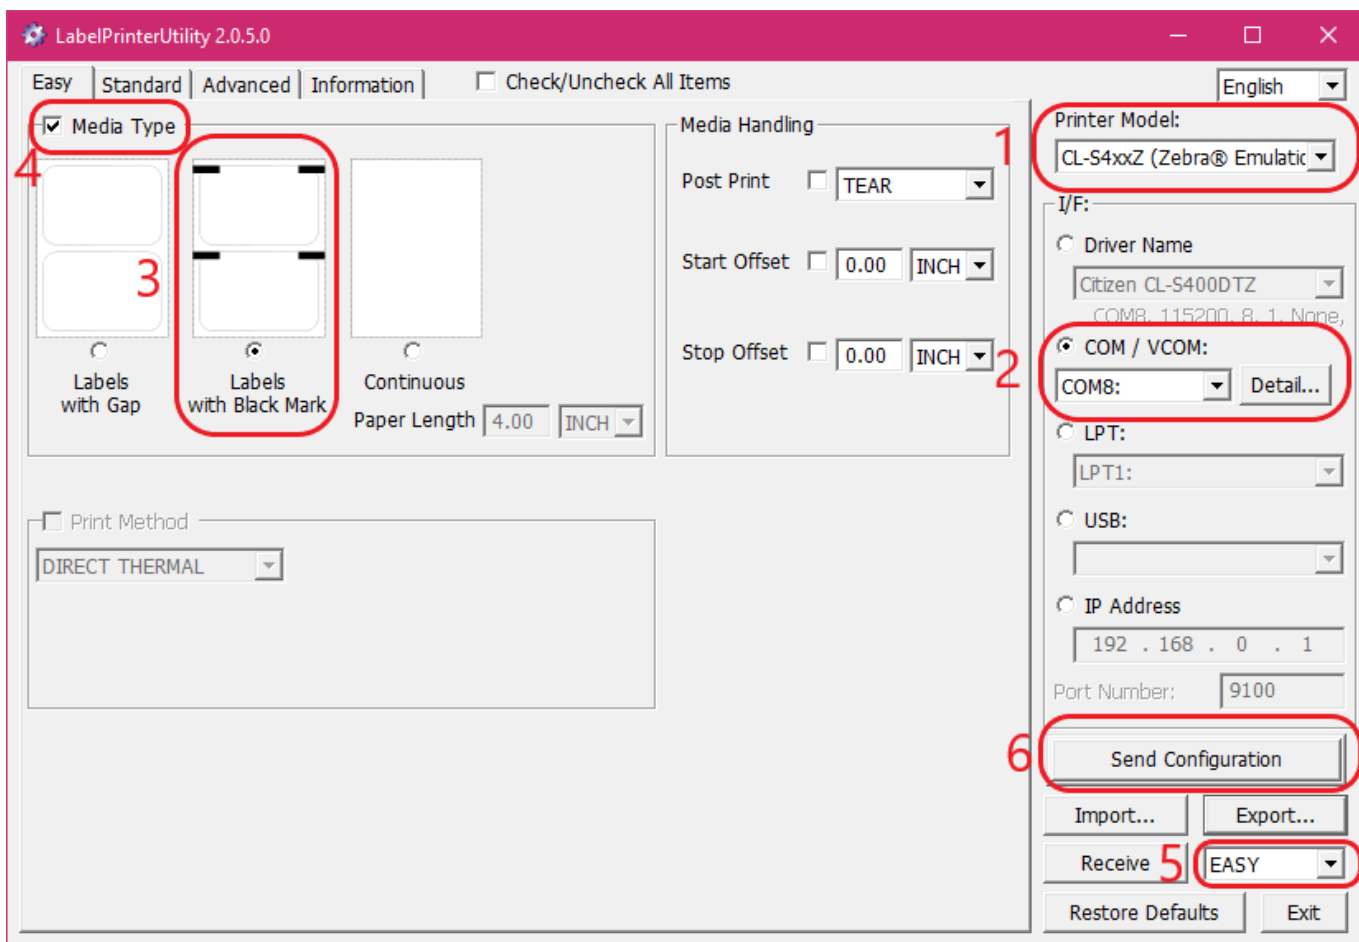 LabelPrinterUtility 2.0.5.0
Easy Standard Advanced Information Check/Uncheck All Items English
Media Type
4
3
Labels with Gap
Labels with Black Mark
Continuous
Paper Length 4.00 INCH
Media Handling
Post Print TEAR
Start Offset 0.00 INCH
Stop Offset 0.00 INCH
Print Method
DIRECT THERMAL
1
Printer Model:
CL-S4xxZ (Zebra® Emulatic
I/F:
Driver Name
Citizen CL-S400DTZ
COM8, 115200, 8, 1, None,
2
COM / VCOM:
COM8: Detail...
LPT:
LPT1:
USB:
IP Address
192 . 168 . 0 . 1
Port Number: 9100
6
Send Configuration
Import... Export...
Receive 5 EASY
Restore Defaults Exit